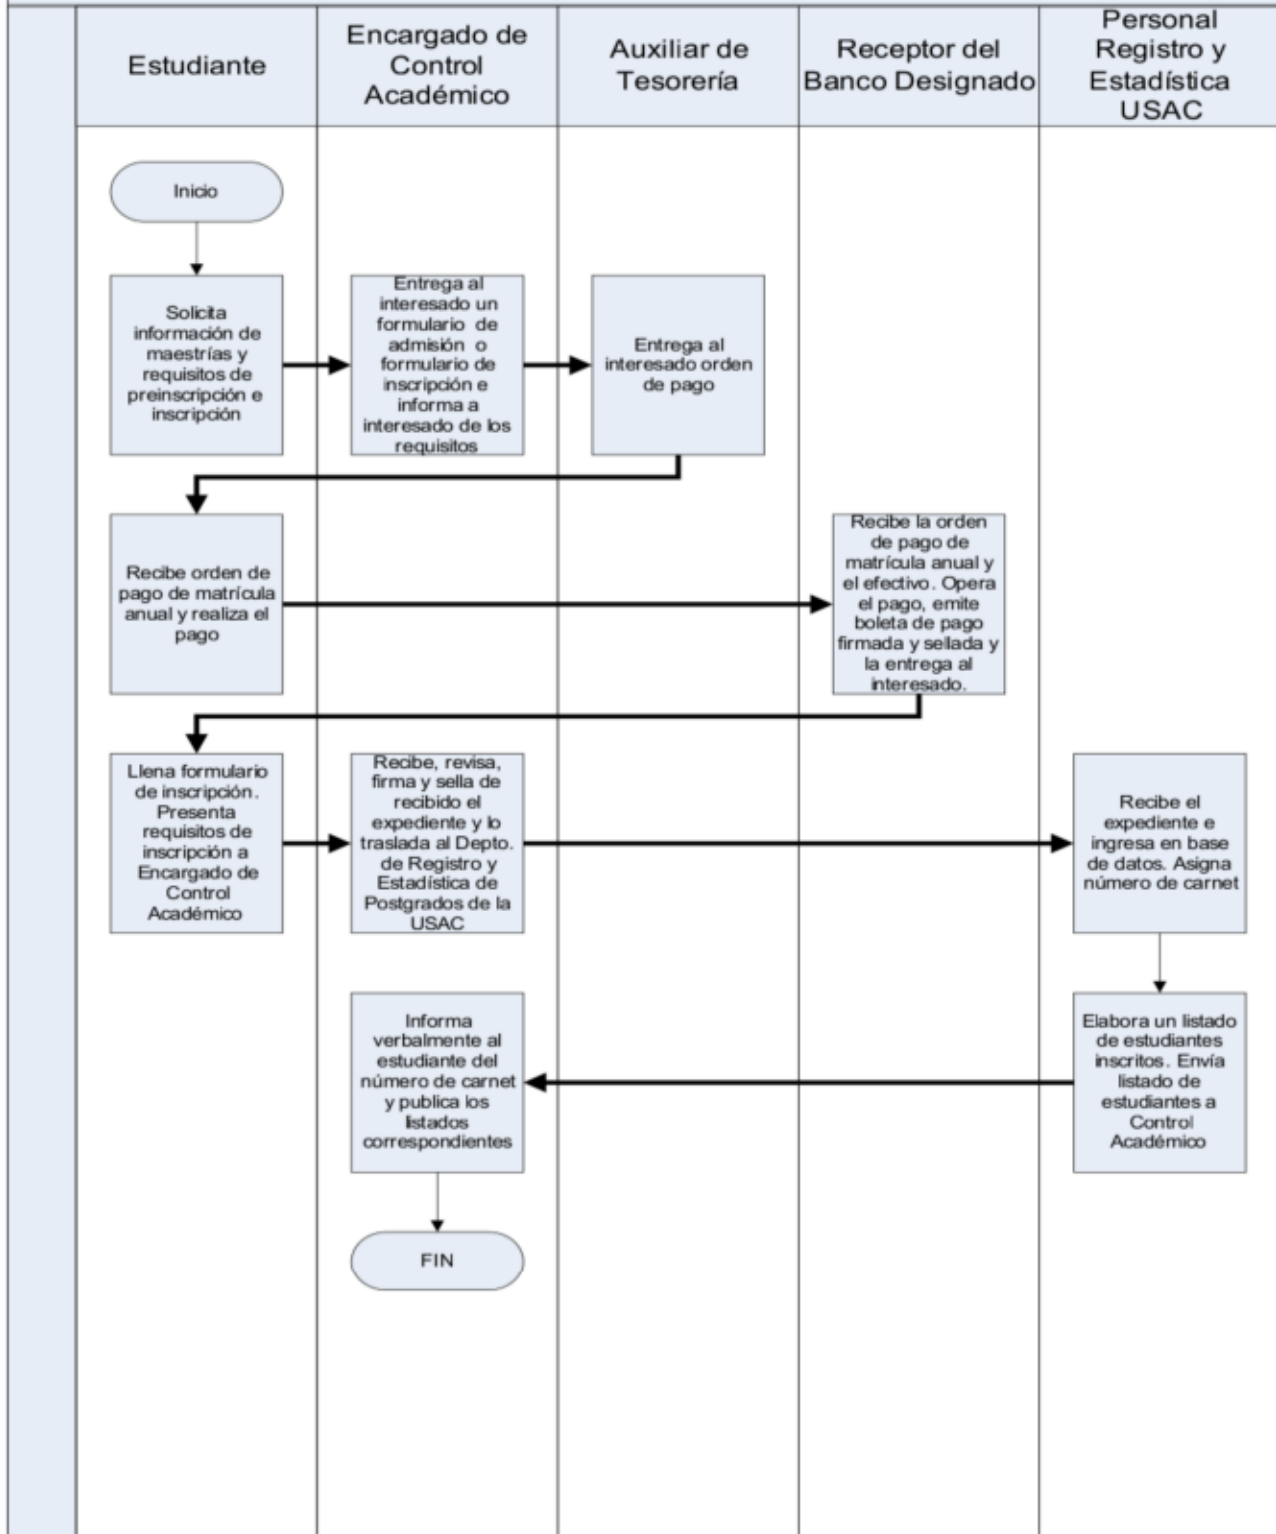 Estudiante
Encargado de
Control
Académico
Auxiliar de
Tesorería
Receptor del
Banco Designado
Personal
Registro y
Estadística
USAC
Inicio
Solicita
información de
maestrías y
requisitos de
preinscripción e
inscripción
Entrega al
interesado un
formulario de
admisión o
formulario de
inscripción e
informa a
interesado de los
requisitos
Entrega al
interesado orden
de pago
Recibe orden de
pago de matrícula
anual y realiza el
pago
Recibe la orden
de pago de
matrícula anual y
el efectivo. Opera
el pago, emite
boleta de pago
firmada y sellada y
la entrega al
interesado.
Llena formulario
de inscripción.
Presenta
requisitos de
inscripción a
Encargado de
Control
Académico
Recibe, revisa,
firma y sella de
recibido el
expediente y lo
traslada al Depto.
de Registro y
Estadística de
Postgrados de la
USAC
Recibe el
expediente e
ingresa en base
de datos. Asigna
número de carnet
Elabora un listado
de estudiantes
inscritos. Envía
listado de
estudiantes a
Control
Académico
Informa
verbalmente al
estudiante del
número de carnet
y publica los
listados
correspondientes
FIN